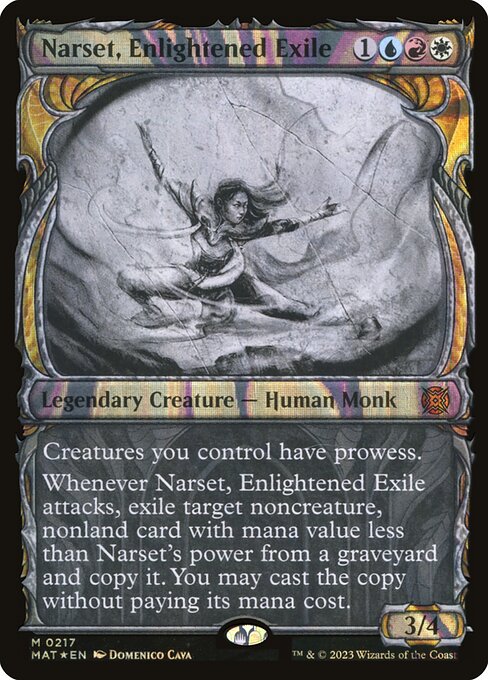 Narset, Enlightened Exile 1
Legendary Creature — Human Monk
Creatures you control have prowess.
Whenever Narset, Enlightened Exile
attacks, exile target noncreature,
nonland card with mana value less
than Narset's power from a graveyard
and copy it. You may cast the copy
without paying its mana cost.
3/4
M 0217
MAT★EN Domenico Cava
™ & © 2023 Wizards of the Coast